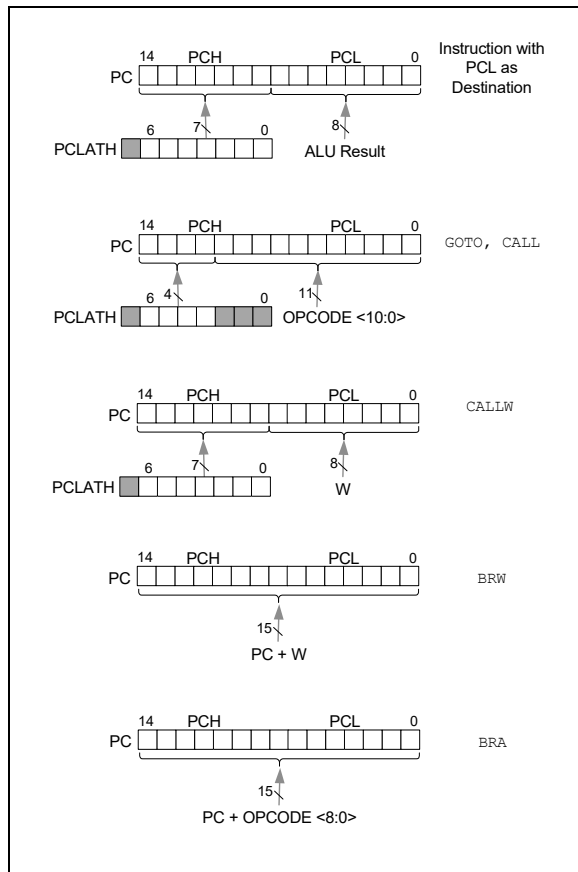 14 PCH PCL 0
PC
Instruction with
PCL as
Destination
6 7 0 8
PCLATH
ALU Result
14 PCH PCL 0
PC
GOTO, CALL
6 4 0 11
PCLATH
OPCODE <10:0>
14 PCH PCL 0
PC
CALLW
6 7 0 8
PCLATH
W
14 PCH PCL 0
PC
BRW
15
PC + W
14 PCH PCL 0
PC
BRA
15
PC + OPCODE <8:0>